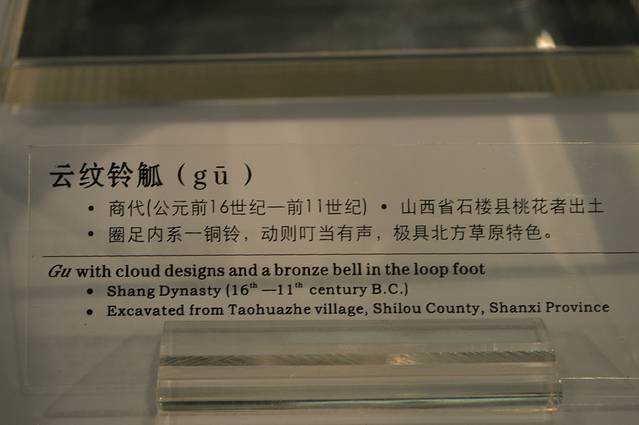 云纹铃觚（gū）
• 商代(公元前16世纪—前11世纪) • 山西省石楼县桃花者出土
• 圈足内系一铜铃，动则叮当有声，极具北方草原特色。
Gu with cloud designs and a bronze bell in the loop foot
• Shang Dynasty (16th—11th century B.C.)
• Excavated from Taohuazhe village, Shilou County, Shanxi Province